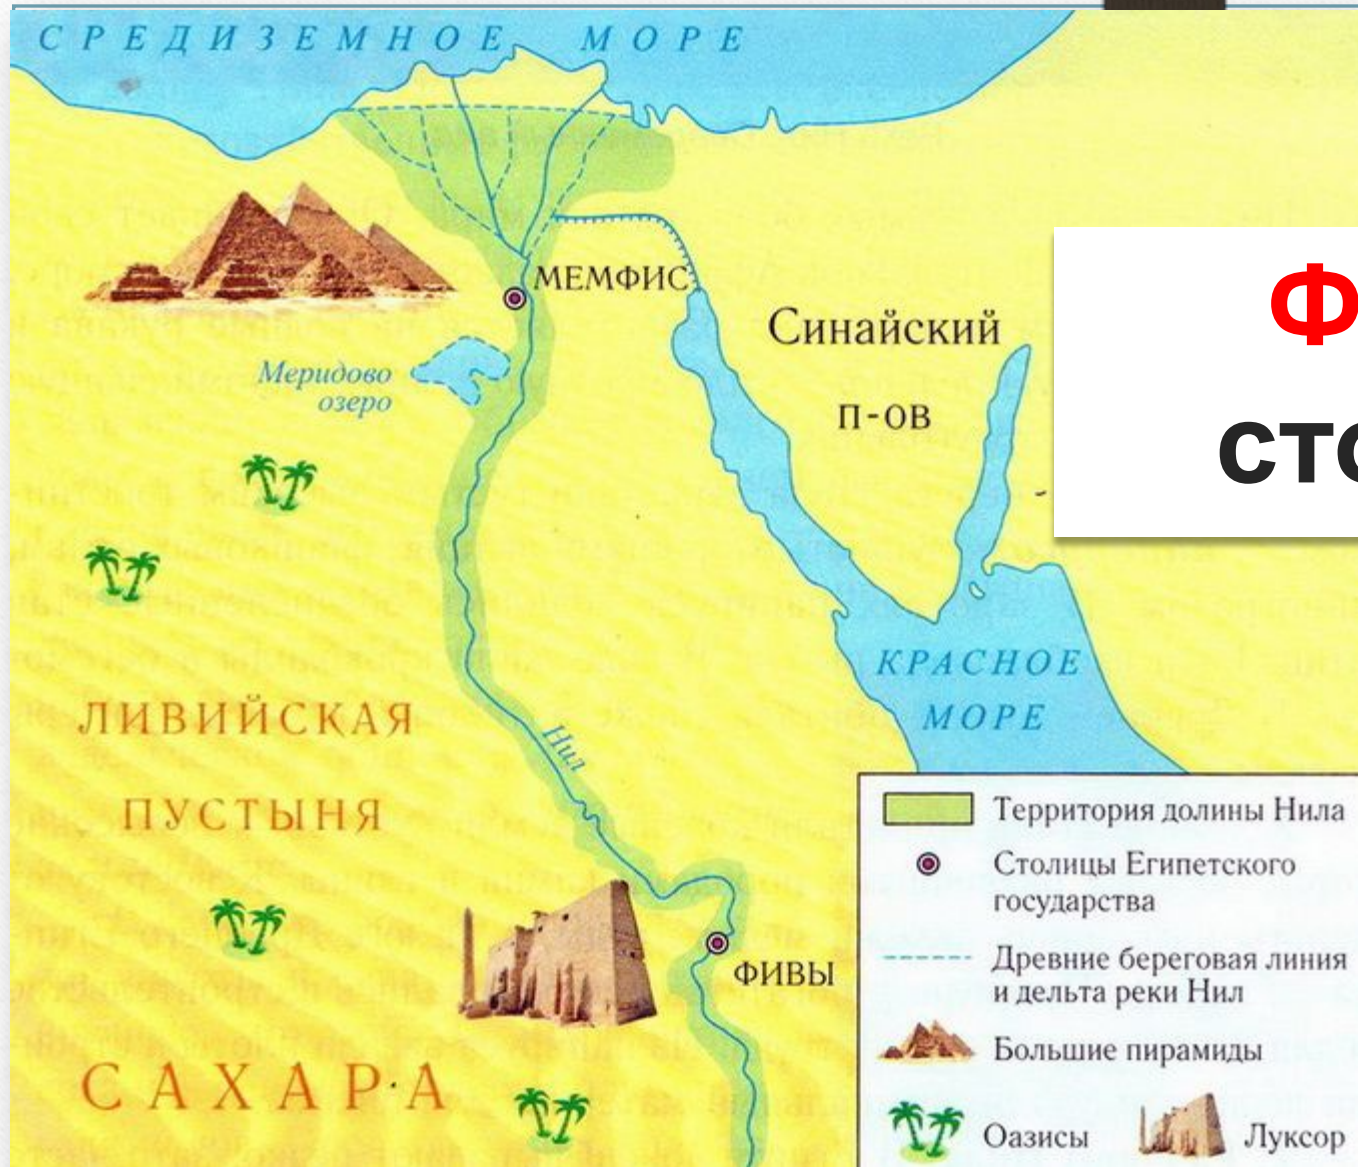 СРЕДИЗЕМНОЕ МОРЕ
МЕМФИС
Меридово
озеро
Синайский
п-ов
Ф
сто
КРАСНОЕ
МОРЕ
ЛИВИЙСКАЯ
ПУСТЫНЯ
Нил
ФИВЫ
САХАРА
Территория долины Нила
Столицы Египетского
государства
Древние береговая линия
и дельта реки Нил
Большие пирамиды
Оазисы
Луксор